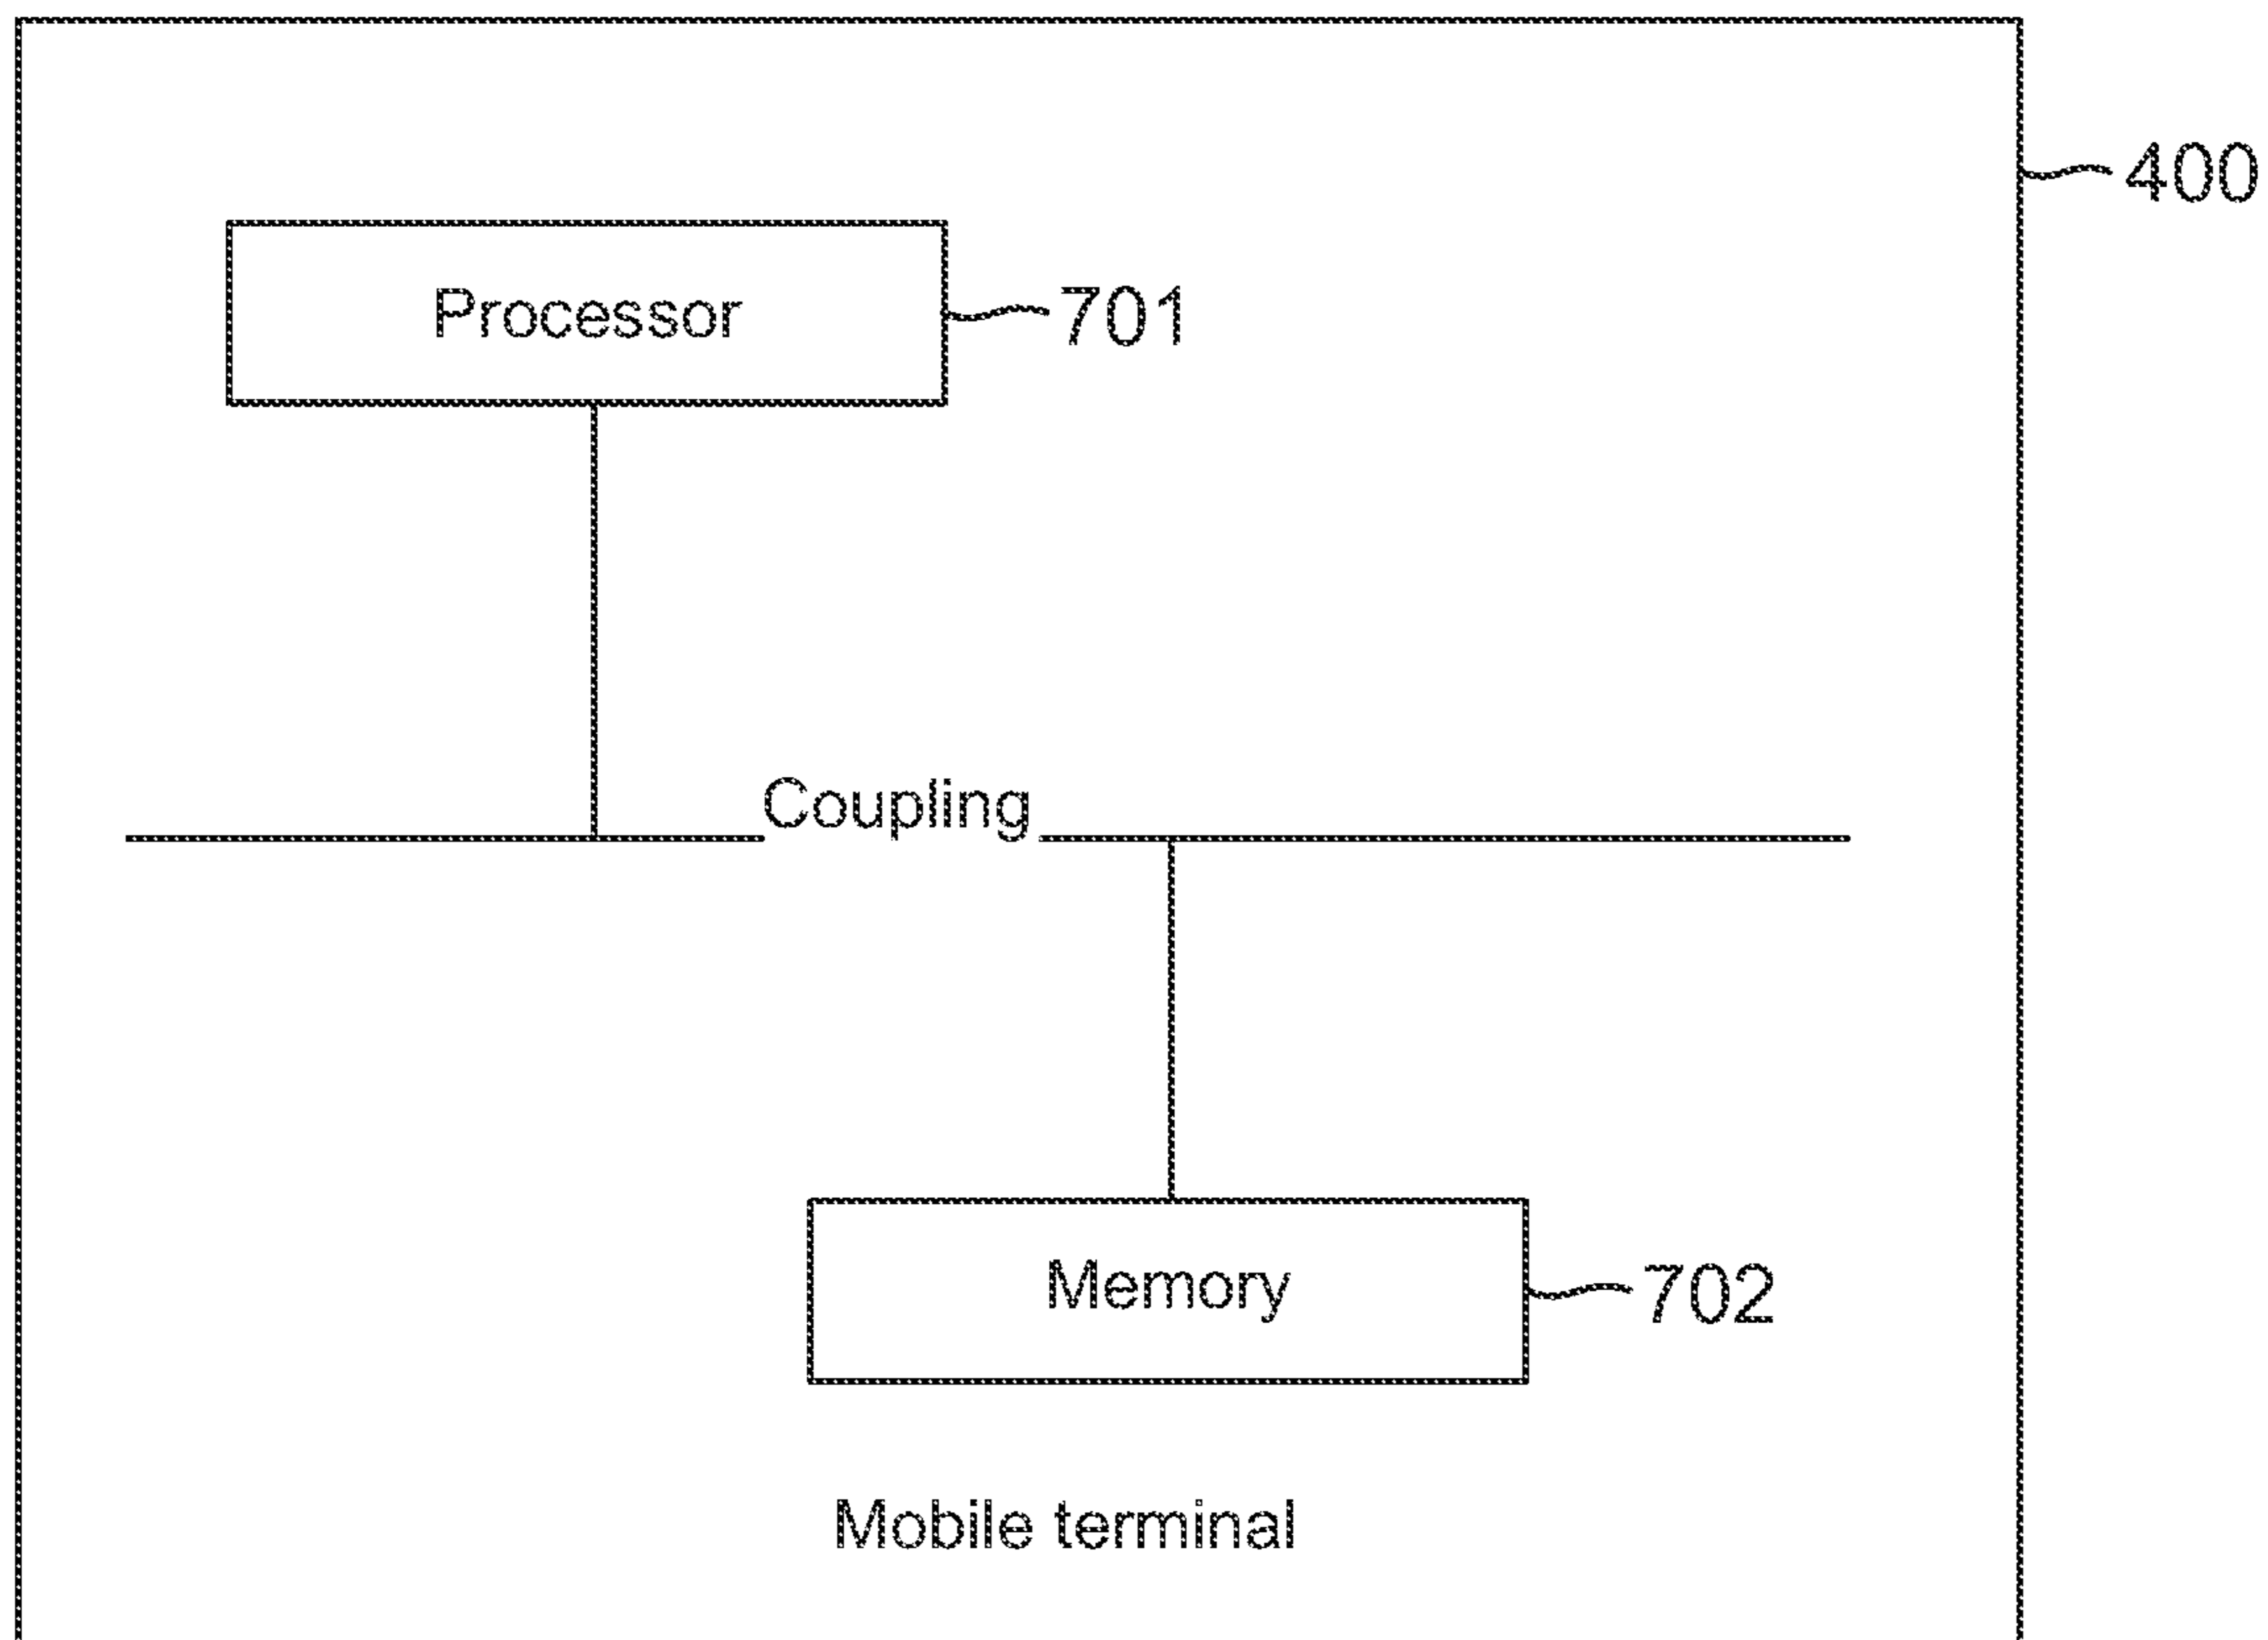 400
Processor
701
Coupling
Memory
702
Mobile terminal